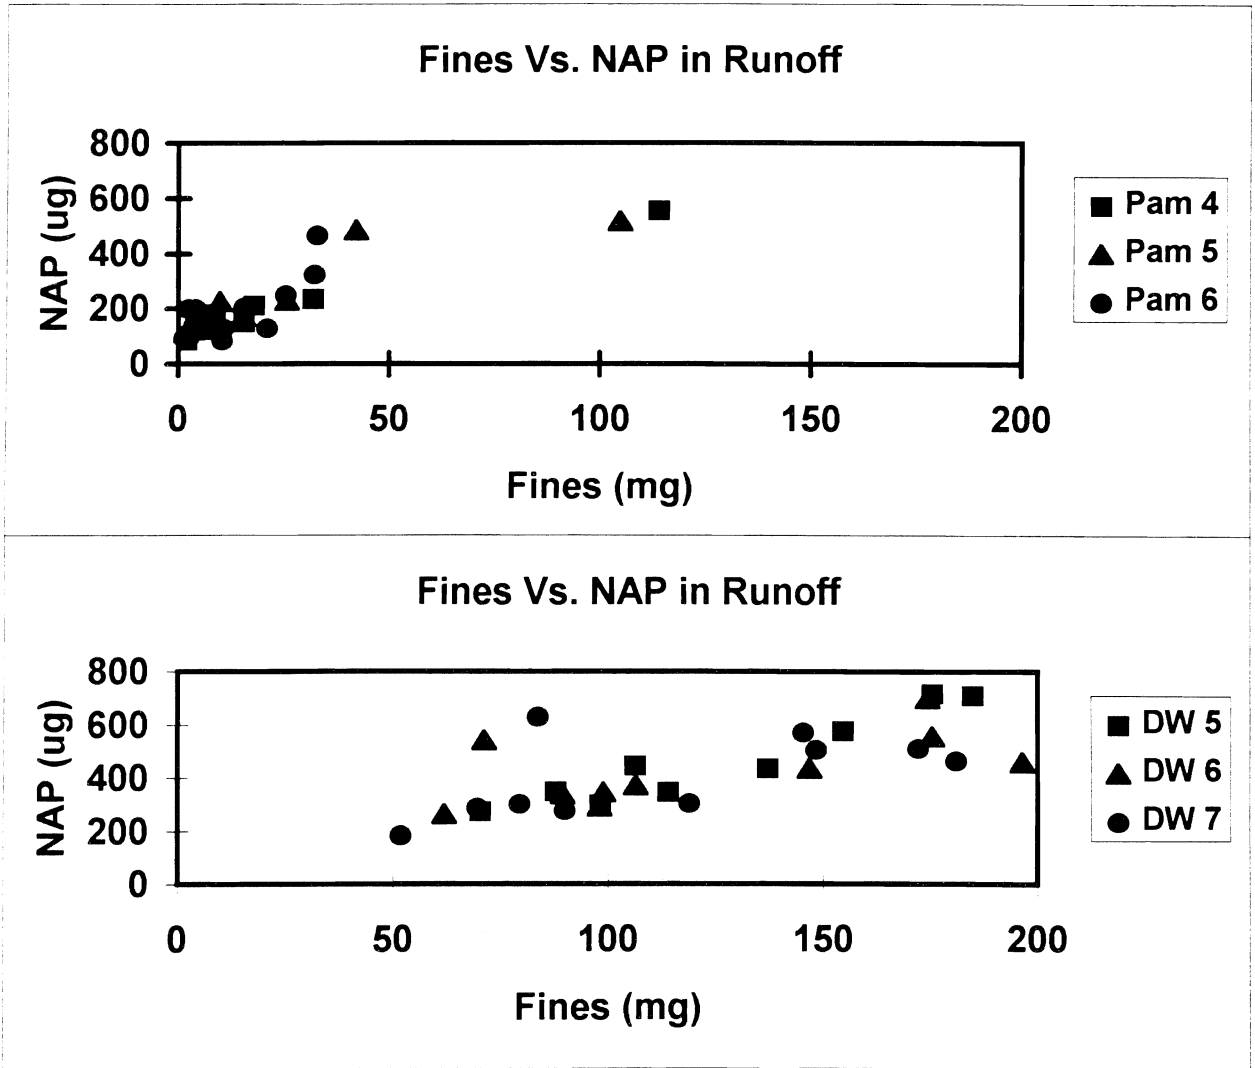 Fines Vs. NAP in Runoff
800
600
400
200
0
NAP (ug)
0 50 100 150 200
Fines (mg)
Pam 4
Pam 5
Pam 6
Fines Vs. NAP in Runoff
800
600
400
200
0
NAP (ug)
0 50 100 150 200
Fines (mg)
DW 5
DW 6
DW 7